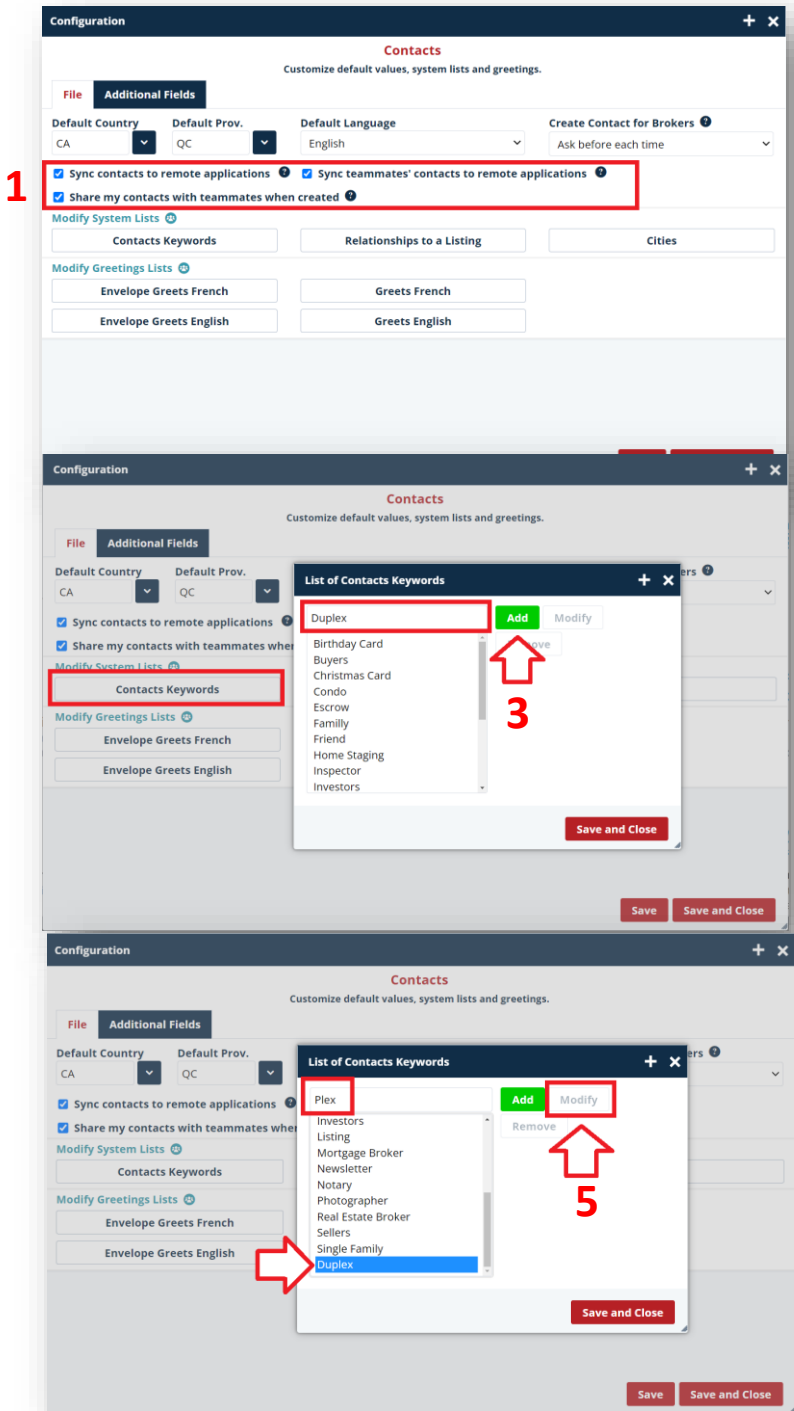 Configuration
Contacts
Customize default values, system lists and greetings.
File Additional Fields
Default Country Default Prov. Default Language Create Contact for Brokers
CA QC English Ask before each time
1
Sync contacts to remote applications Sync teammates' contacts to remote applications
Share my contacts with teammates when created
Modify System Lists
Contacts Keywords Relationships to a Listing Cities
Modify Greetings Lists
Envelope Greets French Greets French
Envelope Greets English Greets English
Configuration
Contacts
Customize default values, system lists and greetings.
File Additional Fields
Default Country Default Prov. List of Contacts Keywords ers
CA QC
Duplex Add Modify
Sync contacts to remote applications
Share my contacts with teammates whe
Modify System Lists
Contacts Keywords
Modify Greetings Lists
Envelope Greets French
Envelope Greets English
Birthday Card
Buyers
Christmas Card
Condo
Escrow
Familly
Friend
Home Staging
Inspector
Investors
3
Save and Close
Save Save and Close
Configuration
Contacts
Customize default values, system lists and greetings.
File Additional Fields
Default Country Default Prov. List of Contacts Keywords ers
CA QC
Plex Add Modify
Remove
Sync contacts to remote applications
Share my contacts with teammates whe
Modify System Lists
Contacts Keywords
Modify Greetings Lists
Envelope Greets French
Envelope Greets English
Investors
Listing
Mortgage Broker
Newsletter
Notary
Photographer
Real Estate Broker
Sellers
Single Family
Duplex
5
Save and Close
Save Save and Close